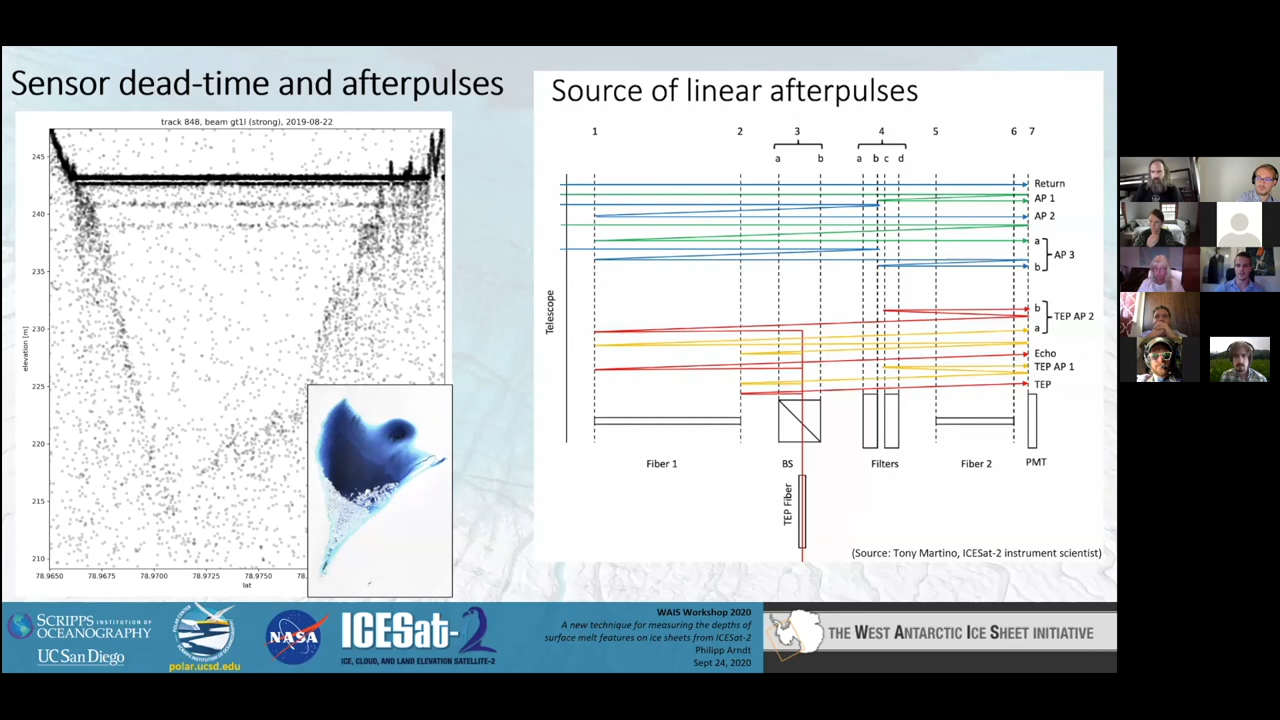 Sensor dead-time and afterpulses
track 848, beam gt1l (strong), 2019-08-22
245
240
235
230
225
220
215
210
elevation [m]
78.9650
78.9675
78.9700
78.9725
78.9750
78.
lat
Source of linear afterpulses
1
2
3
4
5
6
7
a
b
a
b
c
d
Telescope
Return
AP 1
AP 2
a
AP 3
b
b
TEP AP 2
a
Echo
TEP AP 1
TEP
Fiber 1
BS
Filters
Fiber 2
PMT
TEP Fiber
(Source: Tony Martino, ICESat-2 instrument scientist)
SCRIPPS INSTITUTION OF
OCEANOGRAPHY
UC San Diego
polar.ucsd.edu
NASA
ICESat-2
ICE, CLOUD, AND LAND ELEVATION SATELLITE-2
WAIS Workshop 2020
A new technique for measuring the depths of
surface melt features on ice sheets from ICESat-2
Philipp Arndt
Sept 24, 2020
THE WEST ANTARCTIC ICE SHEET INITIATIVE